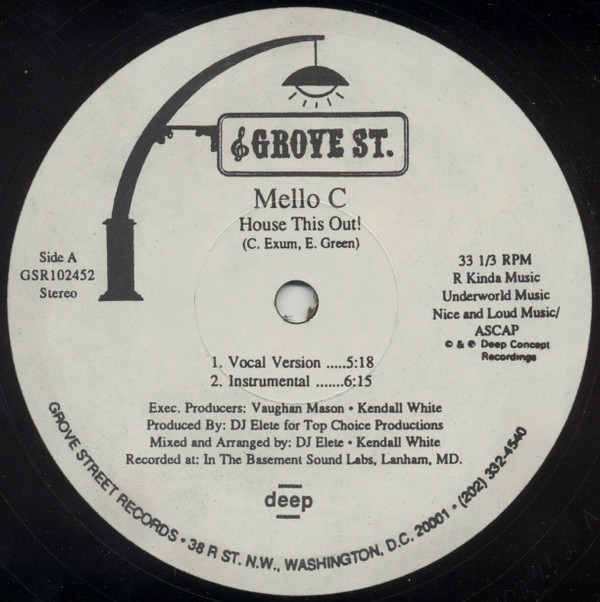 GROVE ST.
Mello C
House This Out!
(C. Exum, E. Green)
Side A
GSR102452
Stereo
33 1/3 RPM
R Kinda Music
Underworld Music
Nice and Loud Music/
ASCAP
© & ℗ Deep Concept
Recordings
1. Vocal Version .....5:18
2. Instrumental .......6:15
Exec. Producers: Vaughan Mason • Kendall White
Produced By: DJ Elete for Top Choice Productions
Mixed and Arranged by: DJ Elete • Kendall White
Recorded at: In The Basement Sound Labs, Lanham, MD.
deep
GROVE STREET RECORDS • 38 R ST. N.W., WASHINGTON, D.C. 20001 • (202) 332-4540